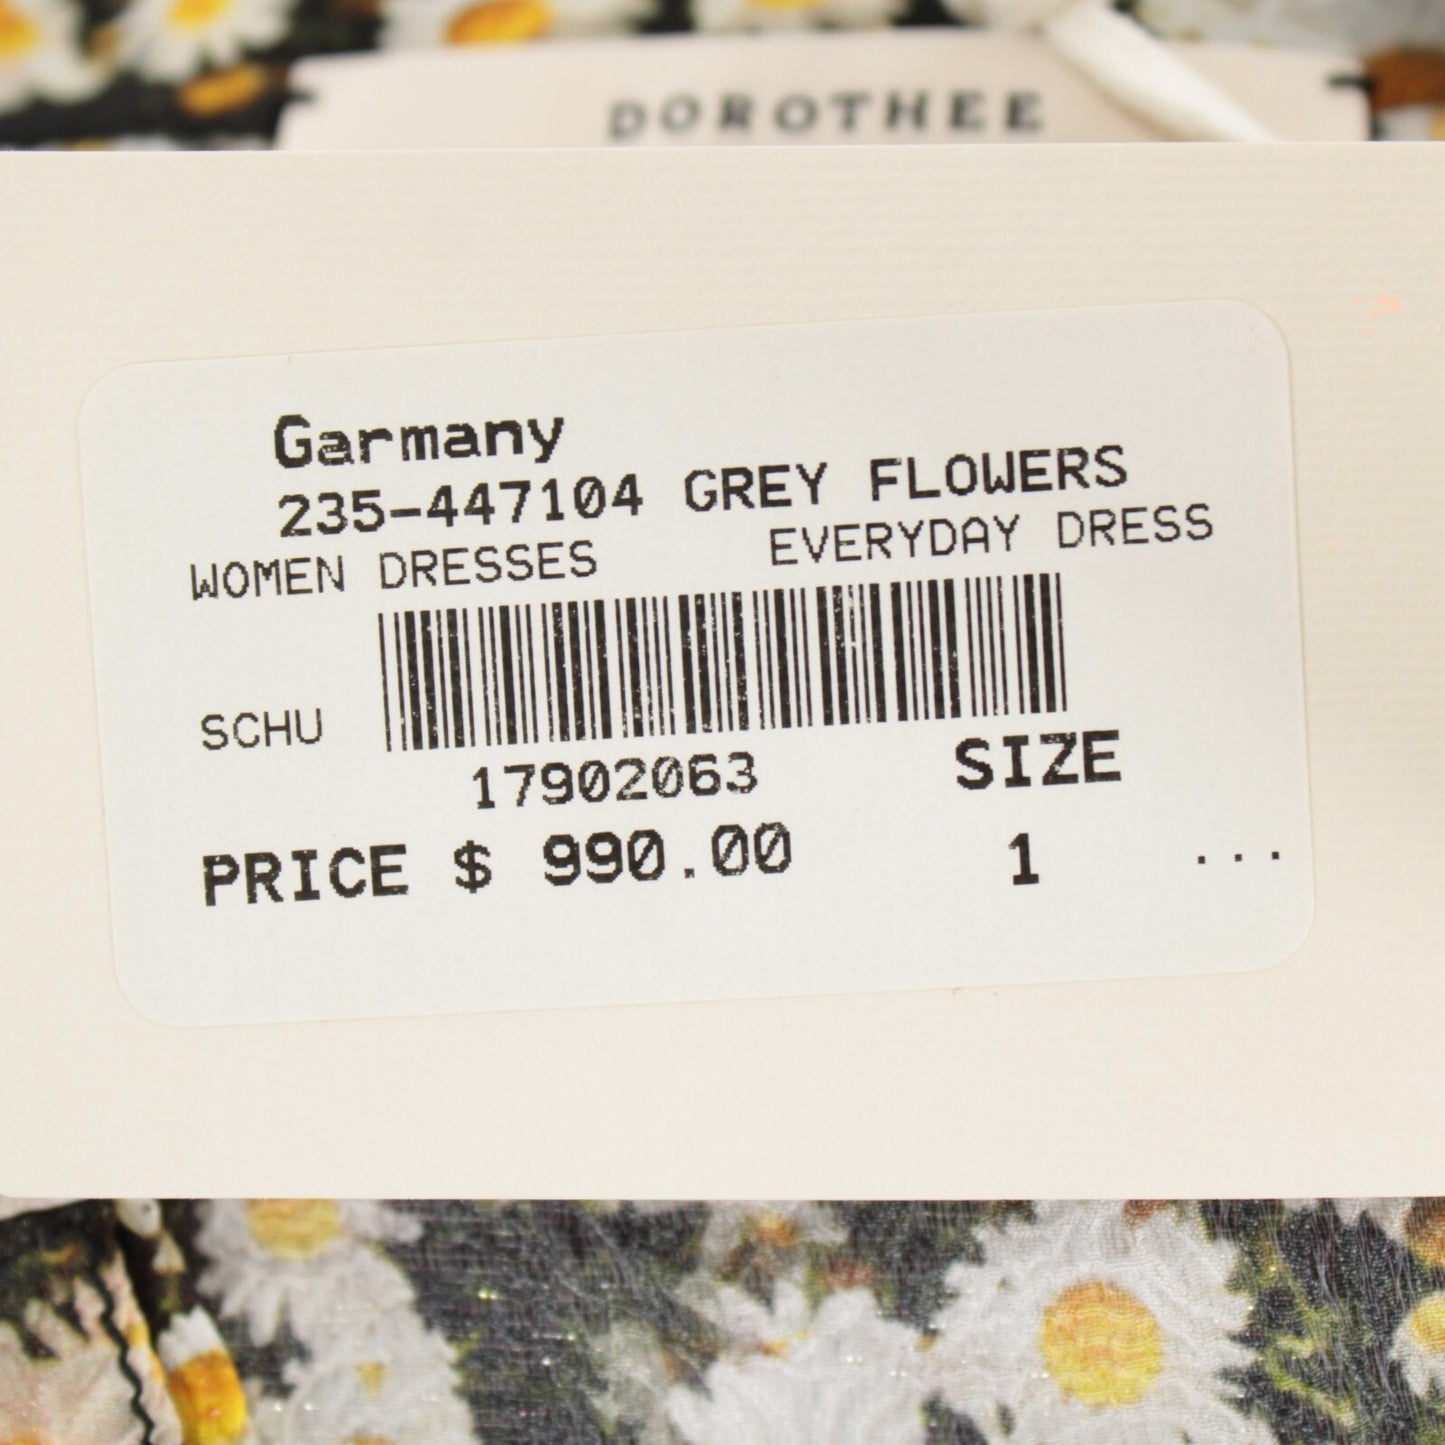 DOROTHEE
Garmany
235-447104 GREY FLOWERS
WOMEN DRESSES EVERYDAY DRESS
SCHU
17902063 SIZE
PRICE $ 990.00 1 ...